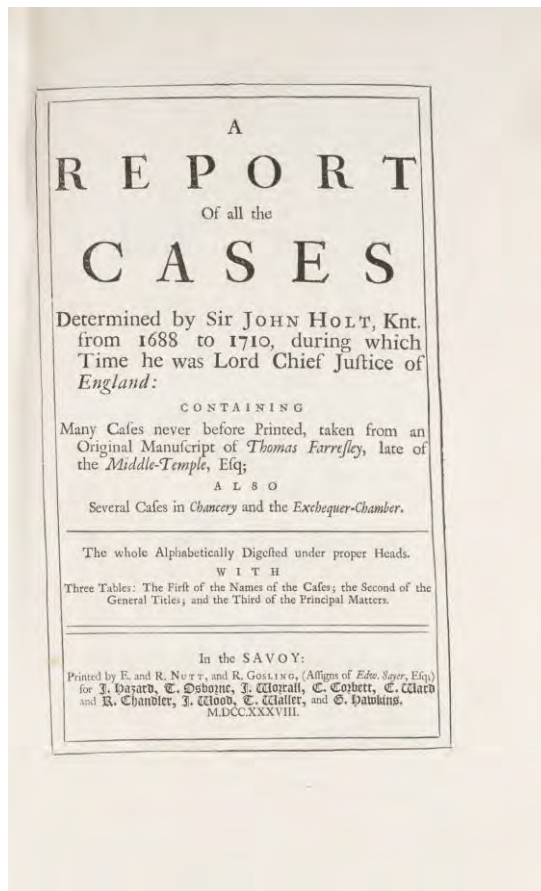 A
REPORT
Of all the
CASES
Determined by Sir JOHN HOLT, Knt.
from 1688 to 1710, during which
Time he was Lord Chief Juſtice of
England:
CONTAINING
Many Caſes never before Printed, taken from an
Original Manuſcript of Thomas Farreſley, late of
the Middle-Temple, Eſq;
ALSO
Several Caſes in Chancery and the Exchequer-Chamber.
The whole Alphabetically Digeſted under proper Heads.
WITH
Three Tables: The Firſt of the Names of the Caſes; the Second of the
General Titles; and the Third of the Principal Matters.
In the SAVOY:
Printed by E. and R. NUTT, and R. GOSLING, (Aſſigns of Edw. Sayer, Eſq;)
for J. Hazard, T. Osborne, J. Worrall, C. Corbett, C. Ward
and R. Chandler, J. Wood, T. Waller, and G. Hawkins.
M.DCC.XXXVIII.